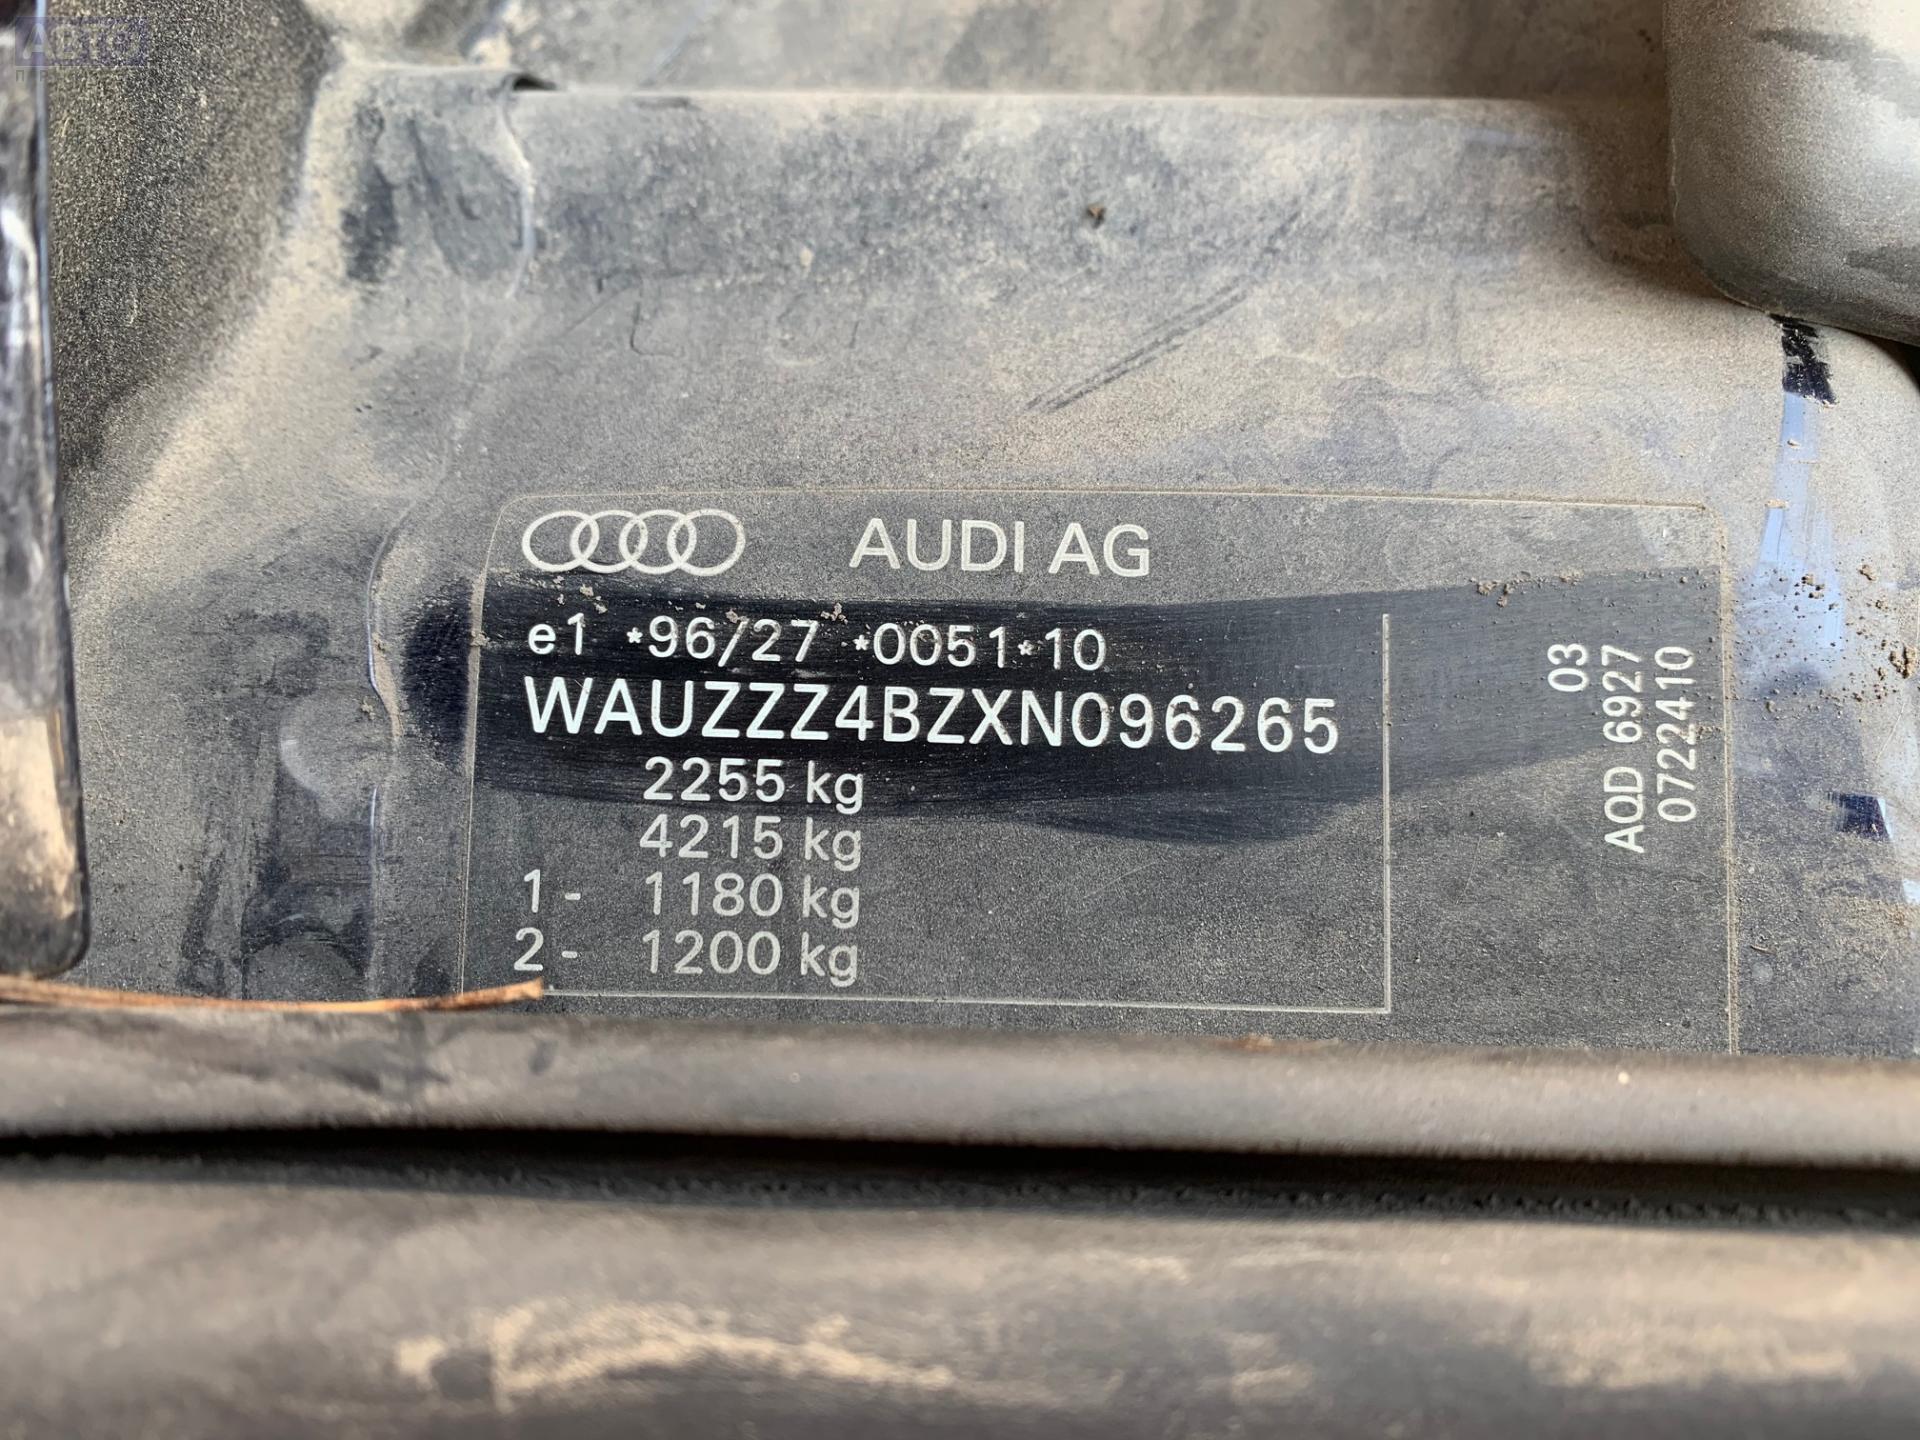 AUDI AG
e1 *96/27 *0051*10
WAUZZZ4BZXN096265
2255 kg
4215 kg
1 - 1180 kg
2 - 1200 kg
03
AQD 6927
07224410